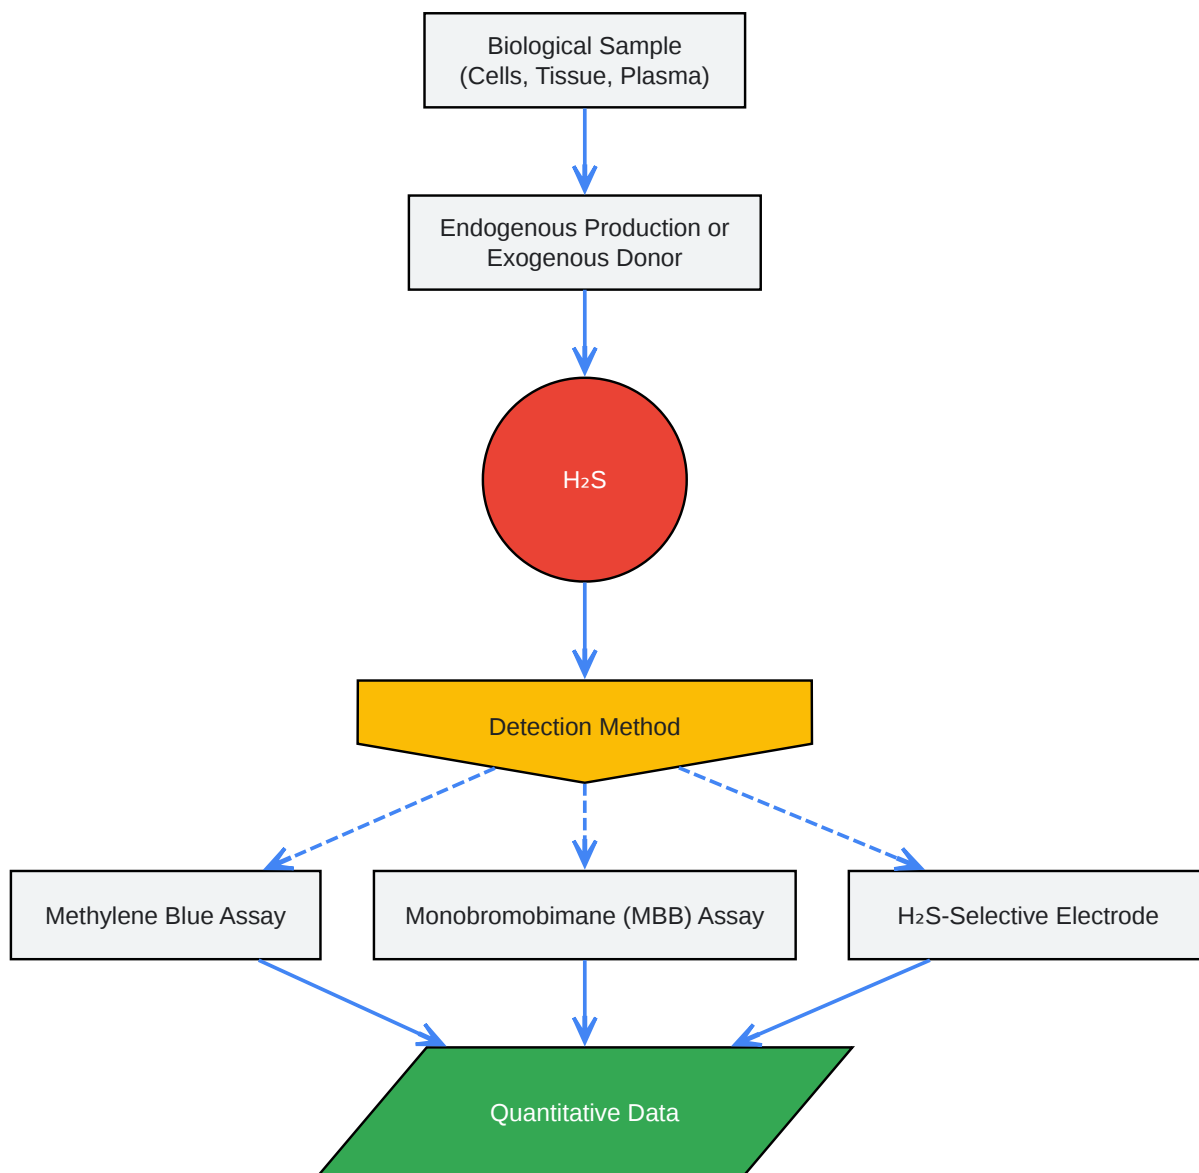 Biological Sample
(Cells, Tissue, Plasma)
Endogenous Production or
Exogenous Donor
H₂S
Detection Method
Methylene Blue Assay
Monobromobimane (MBB) Assay
H₂S-Selective Electrode
Quantitative Data